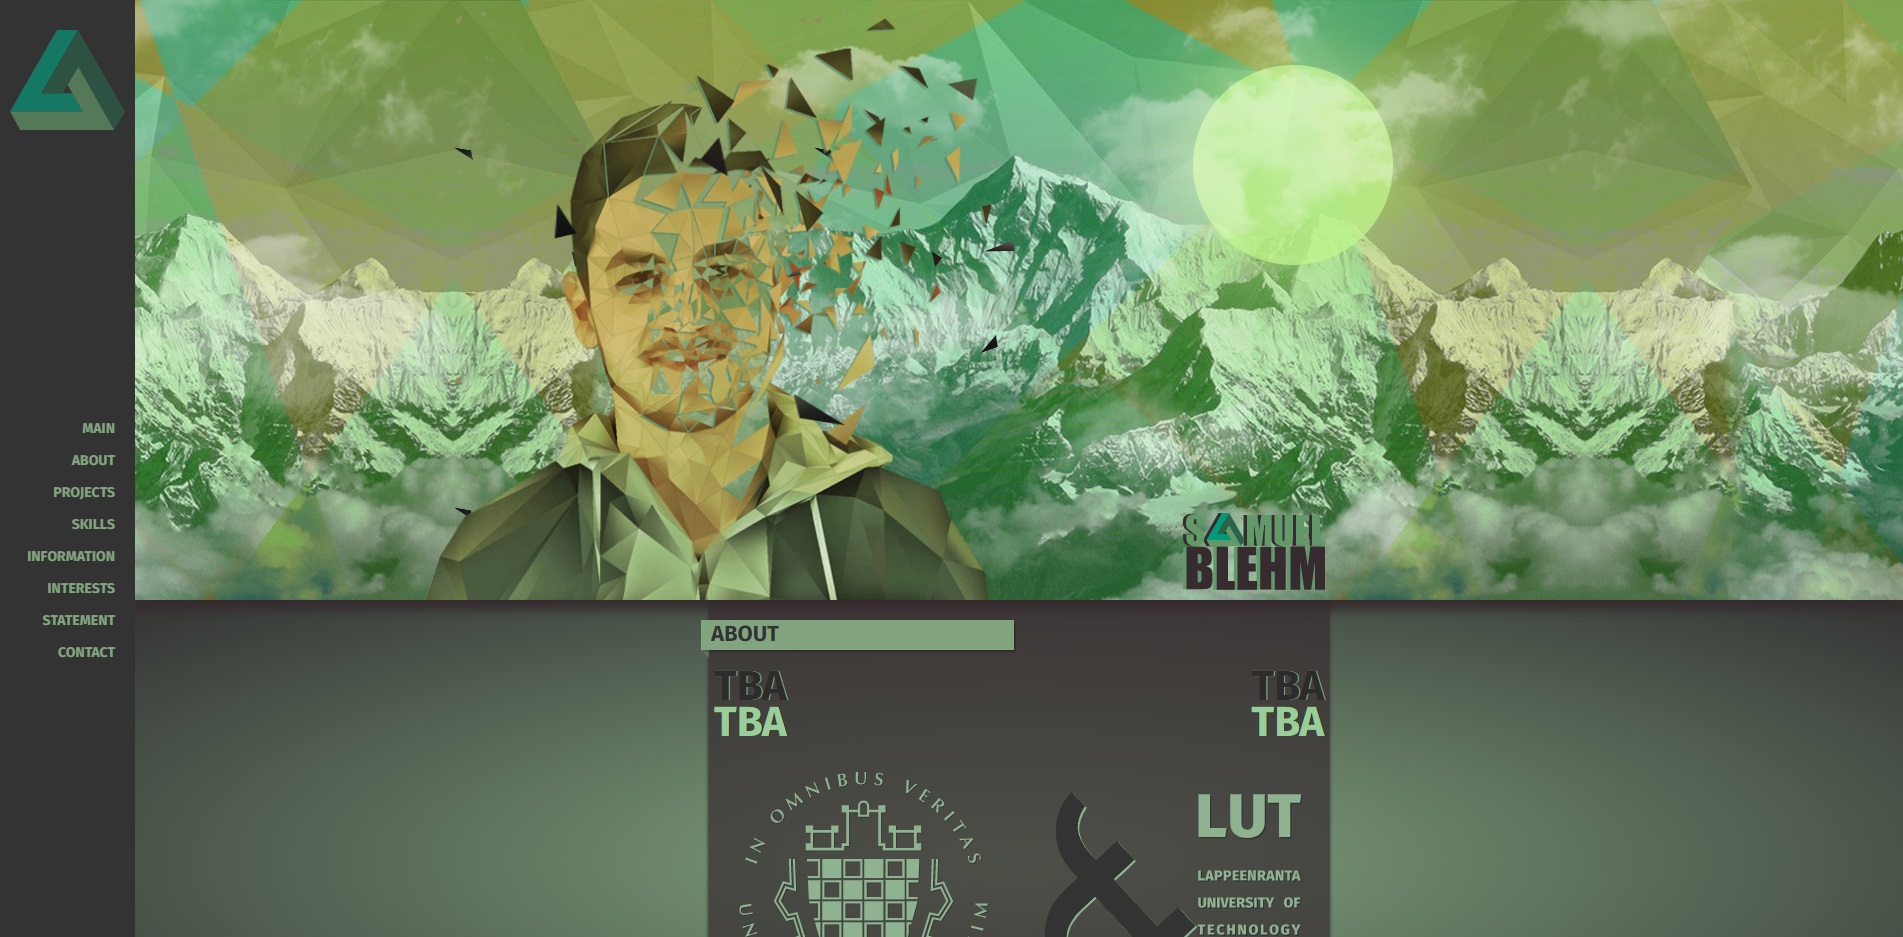 MAIN
ABOUT
PROJECTS
SKILLS
INFORMATION
INTERESTS
STATEMENT
CONTACT
SAMUEL
BLEHM
ABOUT
TBA
TBA
TBA
TBA
IN OMNIBUS VERITAS
&
LUT
LAPPEENRANTA
UNIVERSITY OF
TECHNOLOGY